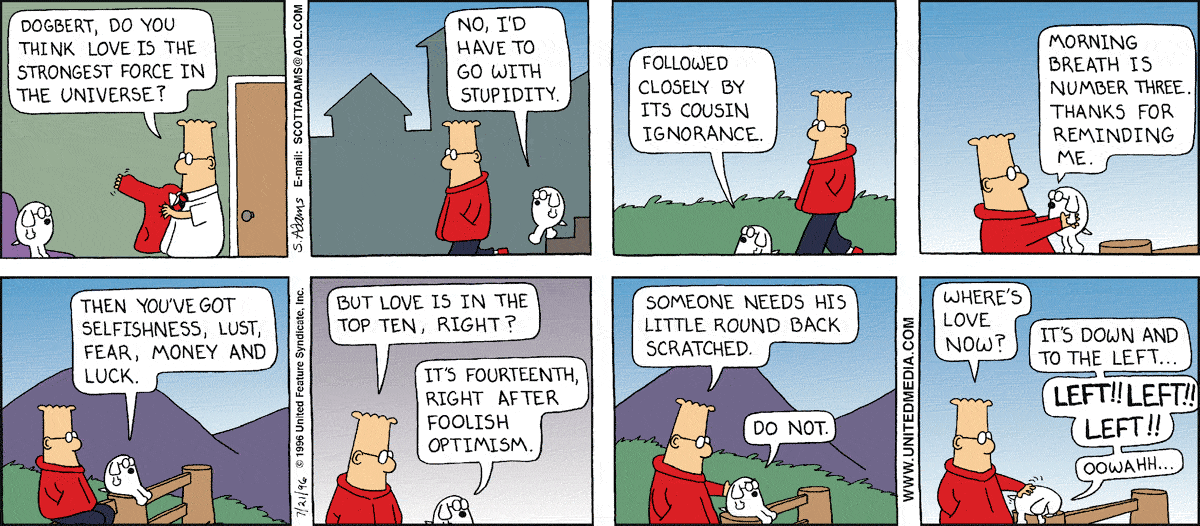 DOGBERT, DO YOU
THINK LOVE IS THE
STRONGEST FORCE IN
THE UNIVERSE?
S. Adams E-mail: SCOTTADAMS@AOL.COM
NO, I'D
HAVE TO
GO WITH
STUPIDITY.
FOLLOWED
CLOSELY BY
ITS COUSIN
IGNORANCE.
MORNING
BREATH IS
NUMBER THREE.
THANKS FOR
REMINDING
ME.
THEN YOU'VE GOT
SELFISHNESS, LUST,
FEAR, MONEY AND
LUCK.
7/21/96 © 1996 United Feature Syndicate, Inc.
BUT LOVE IS IN THE
TOP TEN, RIGHT?
IT'S FOURTEENTH,
RIGHT AFTER
FOOLISH
OPTIMISM.
SOMEONE NEEDS HIS
LITTLE ROUND BACK
SCRATCHED.
DO NOT.
WWW.UNITEDMEDIA.COM
WHERE'S
LOVE
NOW?
IT'S DOWN AND
TO THE LEFT...
LEFT!! LEFT!!
LEFT!!
OOWAHH...